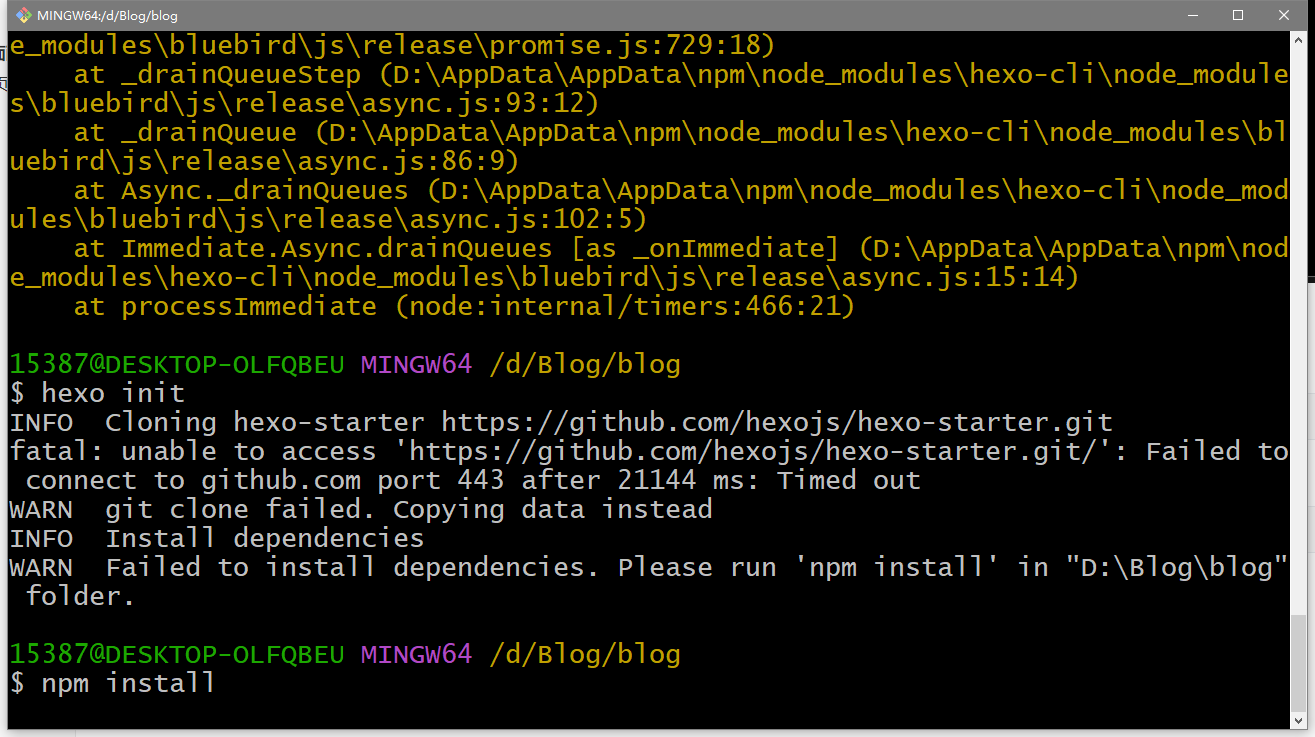 MINGW64:/d/Blog/blog
e_modules\bluebird\js\release\promise.js:729:18)
    at _drainQueueStep (D:\AppData\AppData\npm\node_modules\hexo-cli\node_module
s\bluebird\js\release\async.js:93:12)
    at _drainQueue (D:\AppData\AppData\npm\node_modules\hexo-cli\node_modules\bl
uebird\js\release\async.js:86:9)
    at Async._drainQueues (D:\AppData\AppData\npm\node_modules\hexo-cli\node_mod
ules\bluebird\js\release\async.js:102:5)
    at Immediate.Async.drainQueues [as _onImmediate] (D:\AppData\AppData\npm\nod
e_modules\hexo-cli\node_modules\bluebird\js\release\async.js:15:14)
    at processImmediate (node:internal/timers:466:21)
15387@DESKTOP-OLFQBEU MINGW64 /d/Blog/blog
$ hexo init
INFO  Cloning hexo-starter https://github.com/hexojs/hexo-starter.git
fatal: unable to access 'https://github.com/hexojs/hexo-starter.git/': Failed to
 connect to github.com port 443 after 21144 ms: Timed out
WARN  git clone failed. Copying data instead
INFO  Install dependencies
WARN  Failed to install dependencies. Please run 'npm install' in "D:\Blog\blog"
 folder.
15387@DESKTOP-OLFQBEU MINGW64 /d/Blog/blog
$ npm install